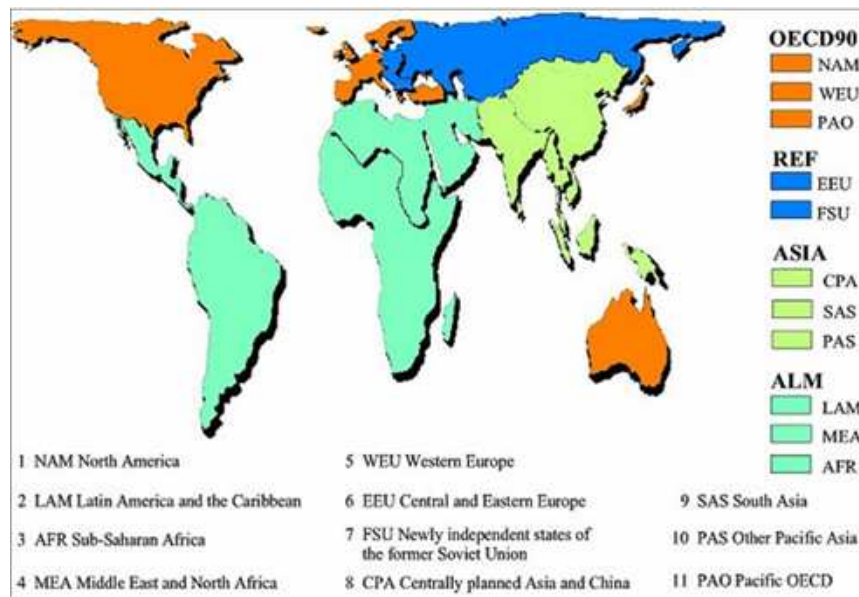 OECD90
NAM
WEU
PAO
REF
EEU
FSU
ASIA
CPA
SAS
PAS
ALM
LAM
MEA
AFR
1 NAM North America
2 LAM Latin America and the Caribbean
3 AFR Sub-Saharan Africa
4 MEA Middle East and North Africa
5 WEU Western Europe
6 EEU Central and Eastern Europe
7 FSU Newly independent states of
the former Soviet Union
8 CPA Centrally planned Asia and China
9 SAS South Asia
10 PAS Other Pacific Asia
11 PAO Pacific OECD